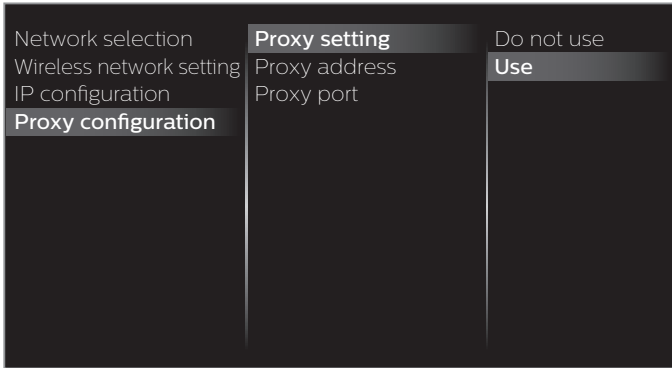 Network selection
Wireless network setting
IP configuration
Proxy configuration
Proxy setting
Proxy address
Proxy port
Do not use
Use